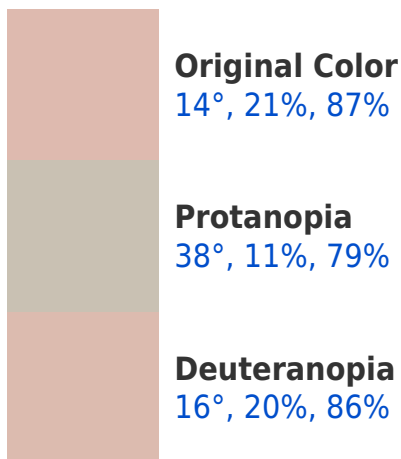 Original Color
14°, 21%, 87%
Protanopia
38°, 11%, 79%
Deuteranopia
16°, 20%, 86%